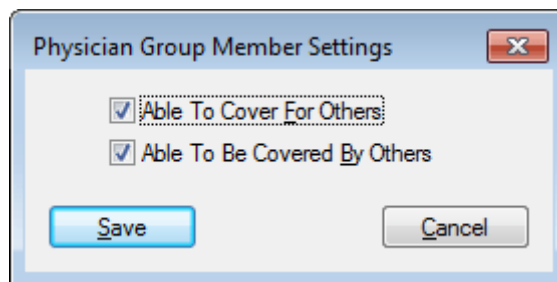 Physician Group Member Settings
Able To Cover For Others
Able To Be Covered By Others
Save
Cancel